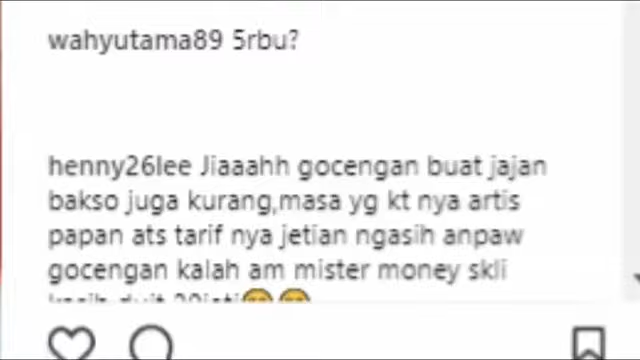 wahyutama89 5rbu?
henny26lee Jiaaahh gocengan buat jajan
bakso juga kurang,masa yg kt nya artis
papan ats tarif nya jetian ngasih anpaw
gocengan kalah am mister money skli